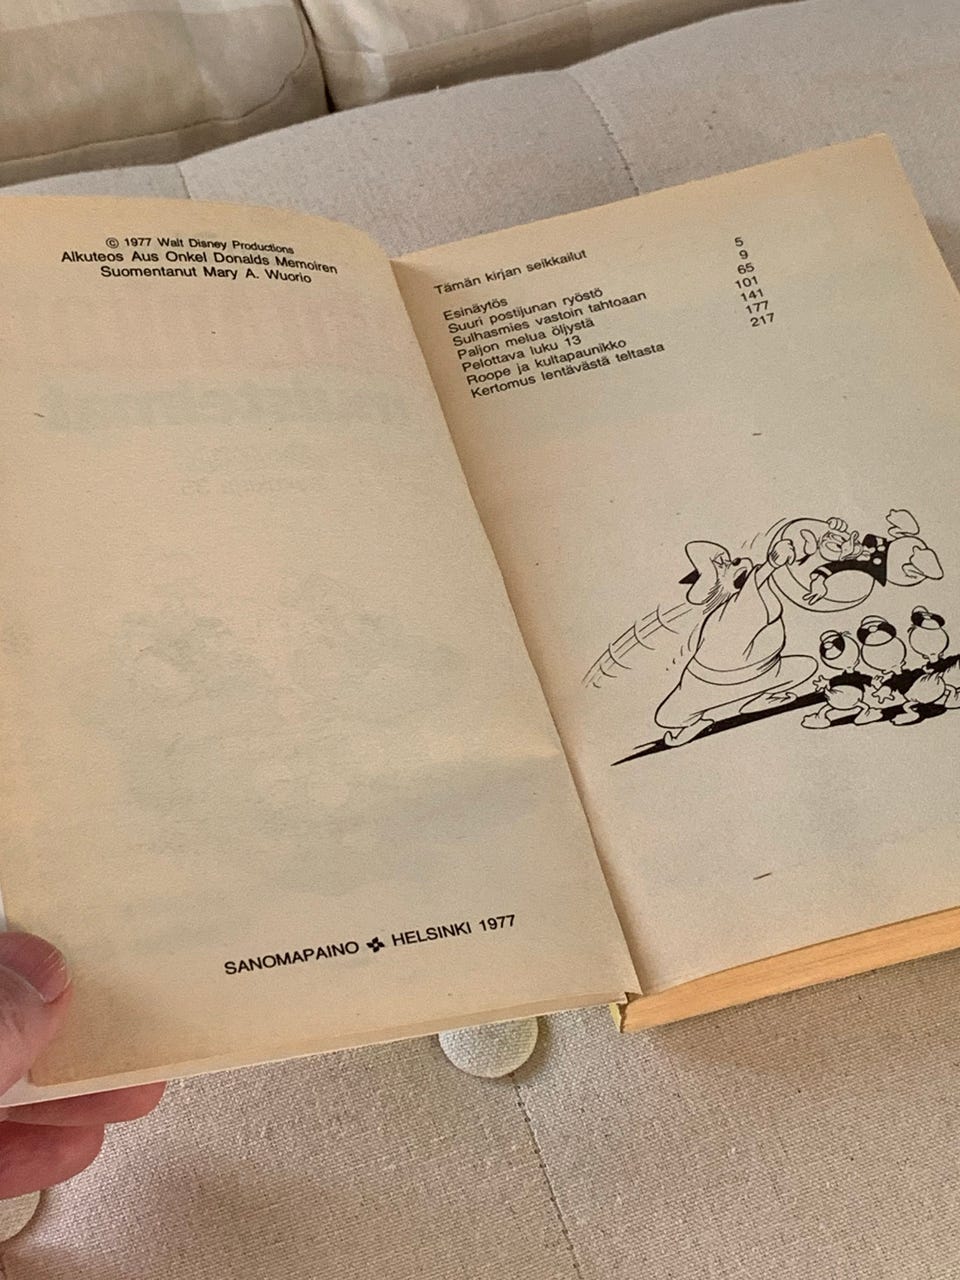 © 1977 Walt Disney Productions
Alkuteos Aus Onkel Donalds Memoiren
Suomentanut Mary A. Wuorio
SANOMAPAINO HELSINKI 1977
Tämän kirjan seikkailut
Esinäytös 5
Suuri postijunan ryöstö 9
Sulhasmies vastoin tahtoaan 65
Paljon melua öljystä 101
Pelottava luku 13 141
Roope ja kultapaunikko 177
Kertomus lentävästä teltasta 217